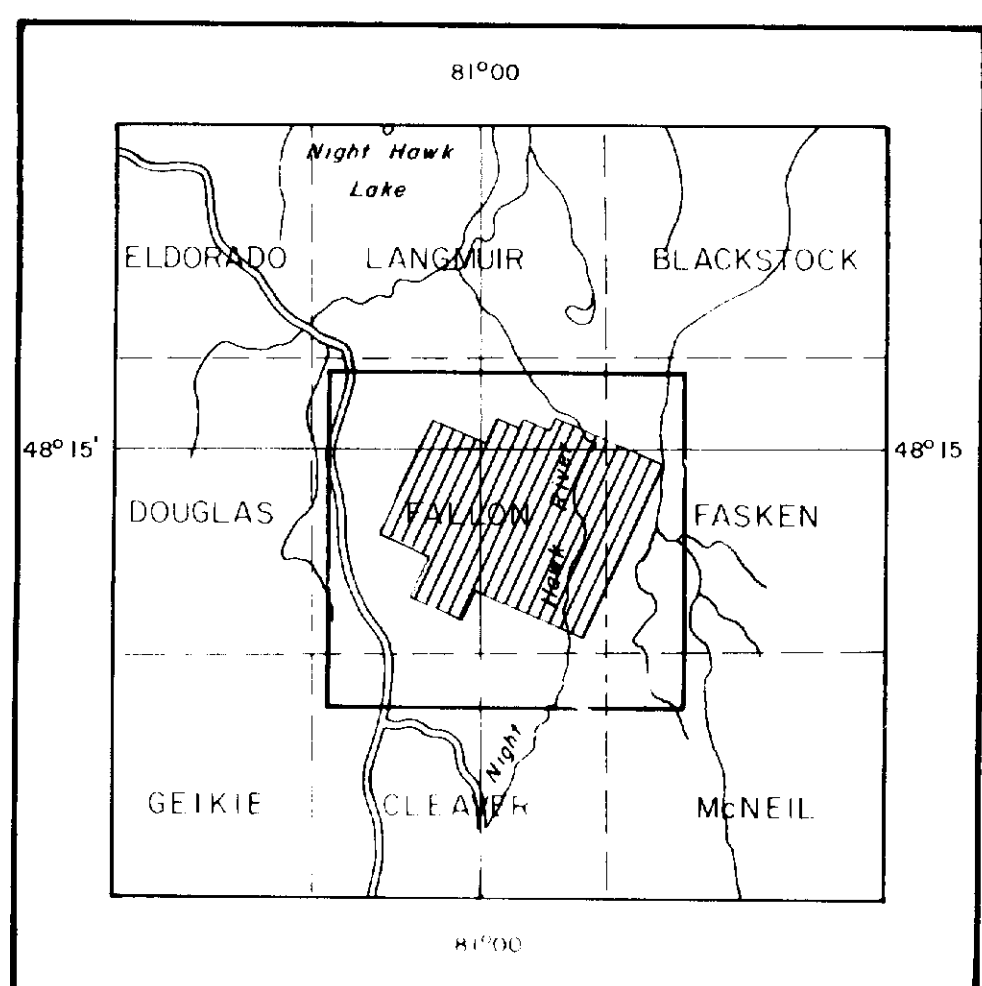 81°00
Night Hawk
Lake
ELDORADO
LANGMUIR
BLACKSTOCK
48° 15'
48° 15
DOUGLAS
FALLON
FASKEN
Night Hawk River
GEIKIE
CLEAVER
McNEIL
81°00